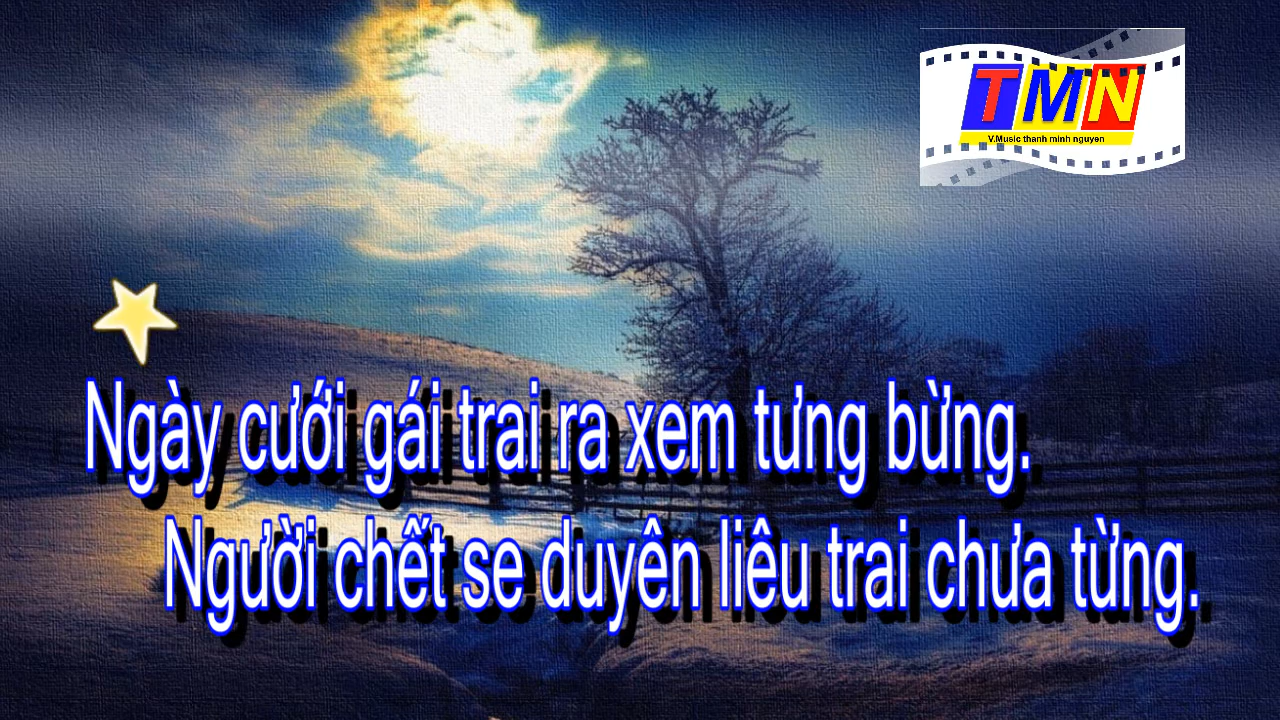 TMN
V.Music thanh minh nguyen
Ngày cưới gái trai ra xem tưng bừng.
Người chết se duyên liêu trai chưa từng.